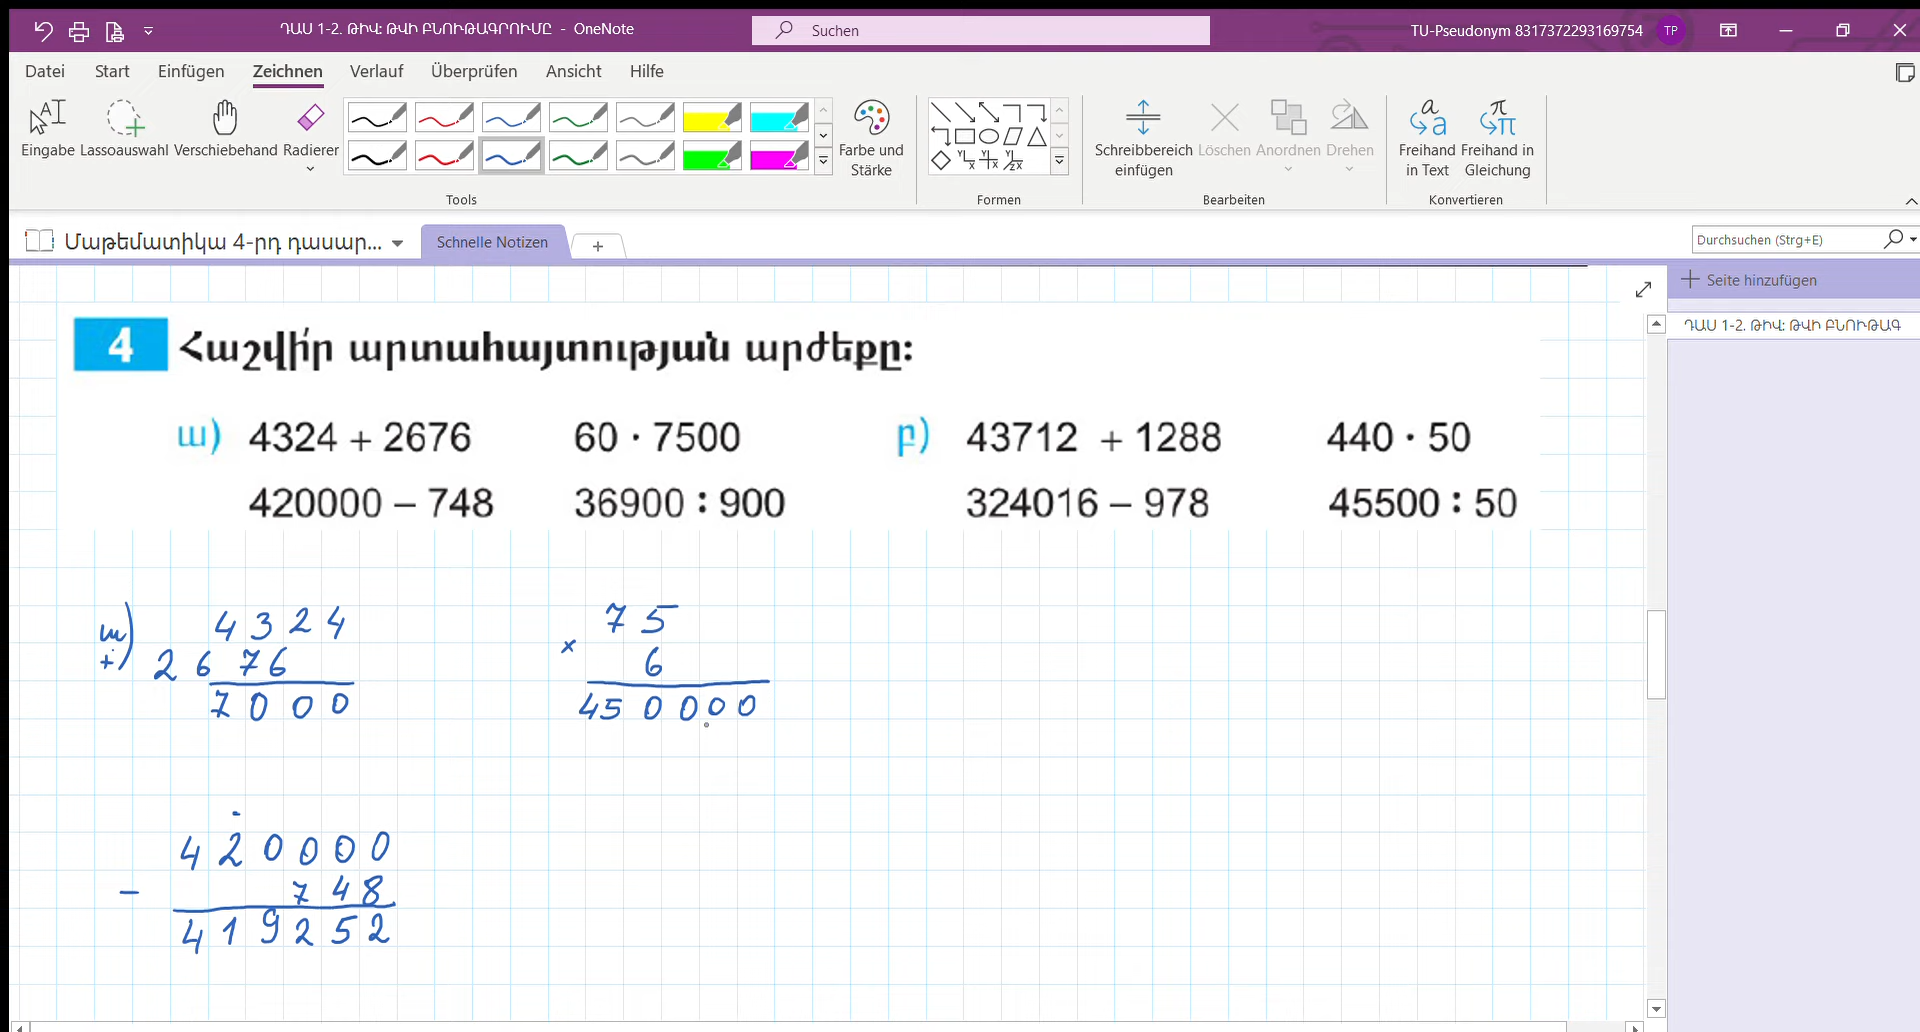 ԴԱՍ 1-2. ԹԻՎ: ԹՎԻ ԲՆՈՒԹԱԳՐՈՒՄԸ - OneNote
Suchen
TU-Pseudonym 8317372293169754 TP
Datei Start Einfügen Zeichnen Verlauf Überprüfen Ansicht Hilfe
Eingabe Lassoauswahl Verschiebehand Radierer
Farbe und Stärke
Schreibbereich einfügen Löschen Anordnen Drehen
Freihand in Text Freihand in Gleichung
Tools Formen Bearbeiten Konvertieren
Մաթեմատիկա 4-րդ դասար...
Schnelle Notizen
Durchsuchen (Strg+E)
Seite hinzufügen
ԴԱՍ 1-2. ԹԻՎ: ԹՎԻ ԲՆՈՒԹԱԳ
4 Հաշվի՛ր արտահայտության արժեքը:
ա) 4324 + 2676 60 · 7500 բ) 43712 + 1288 440 · 50
420000 – 748 36900 : 900 324016 – 978 45500 : 50
ա) 4324
+ 2676
7000
75
× 6
450000
420000
- 748
419252